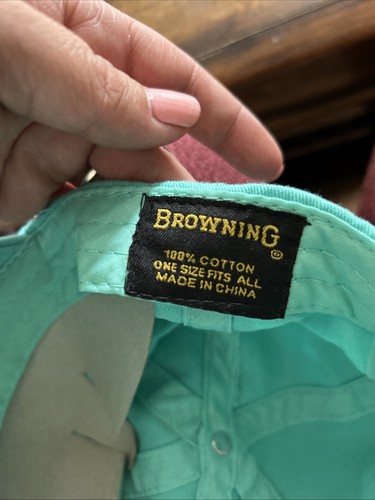 BROWNING®
100% COTTON
ONE SIZE FITS ALL
MADE IN CHINA